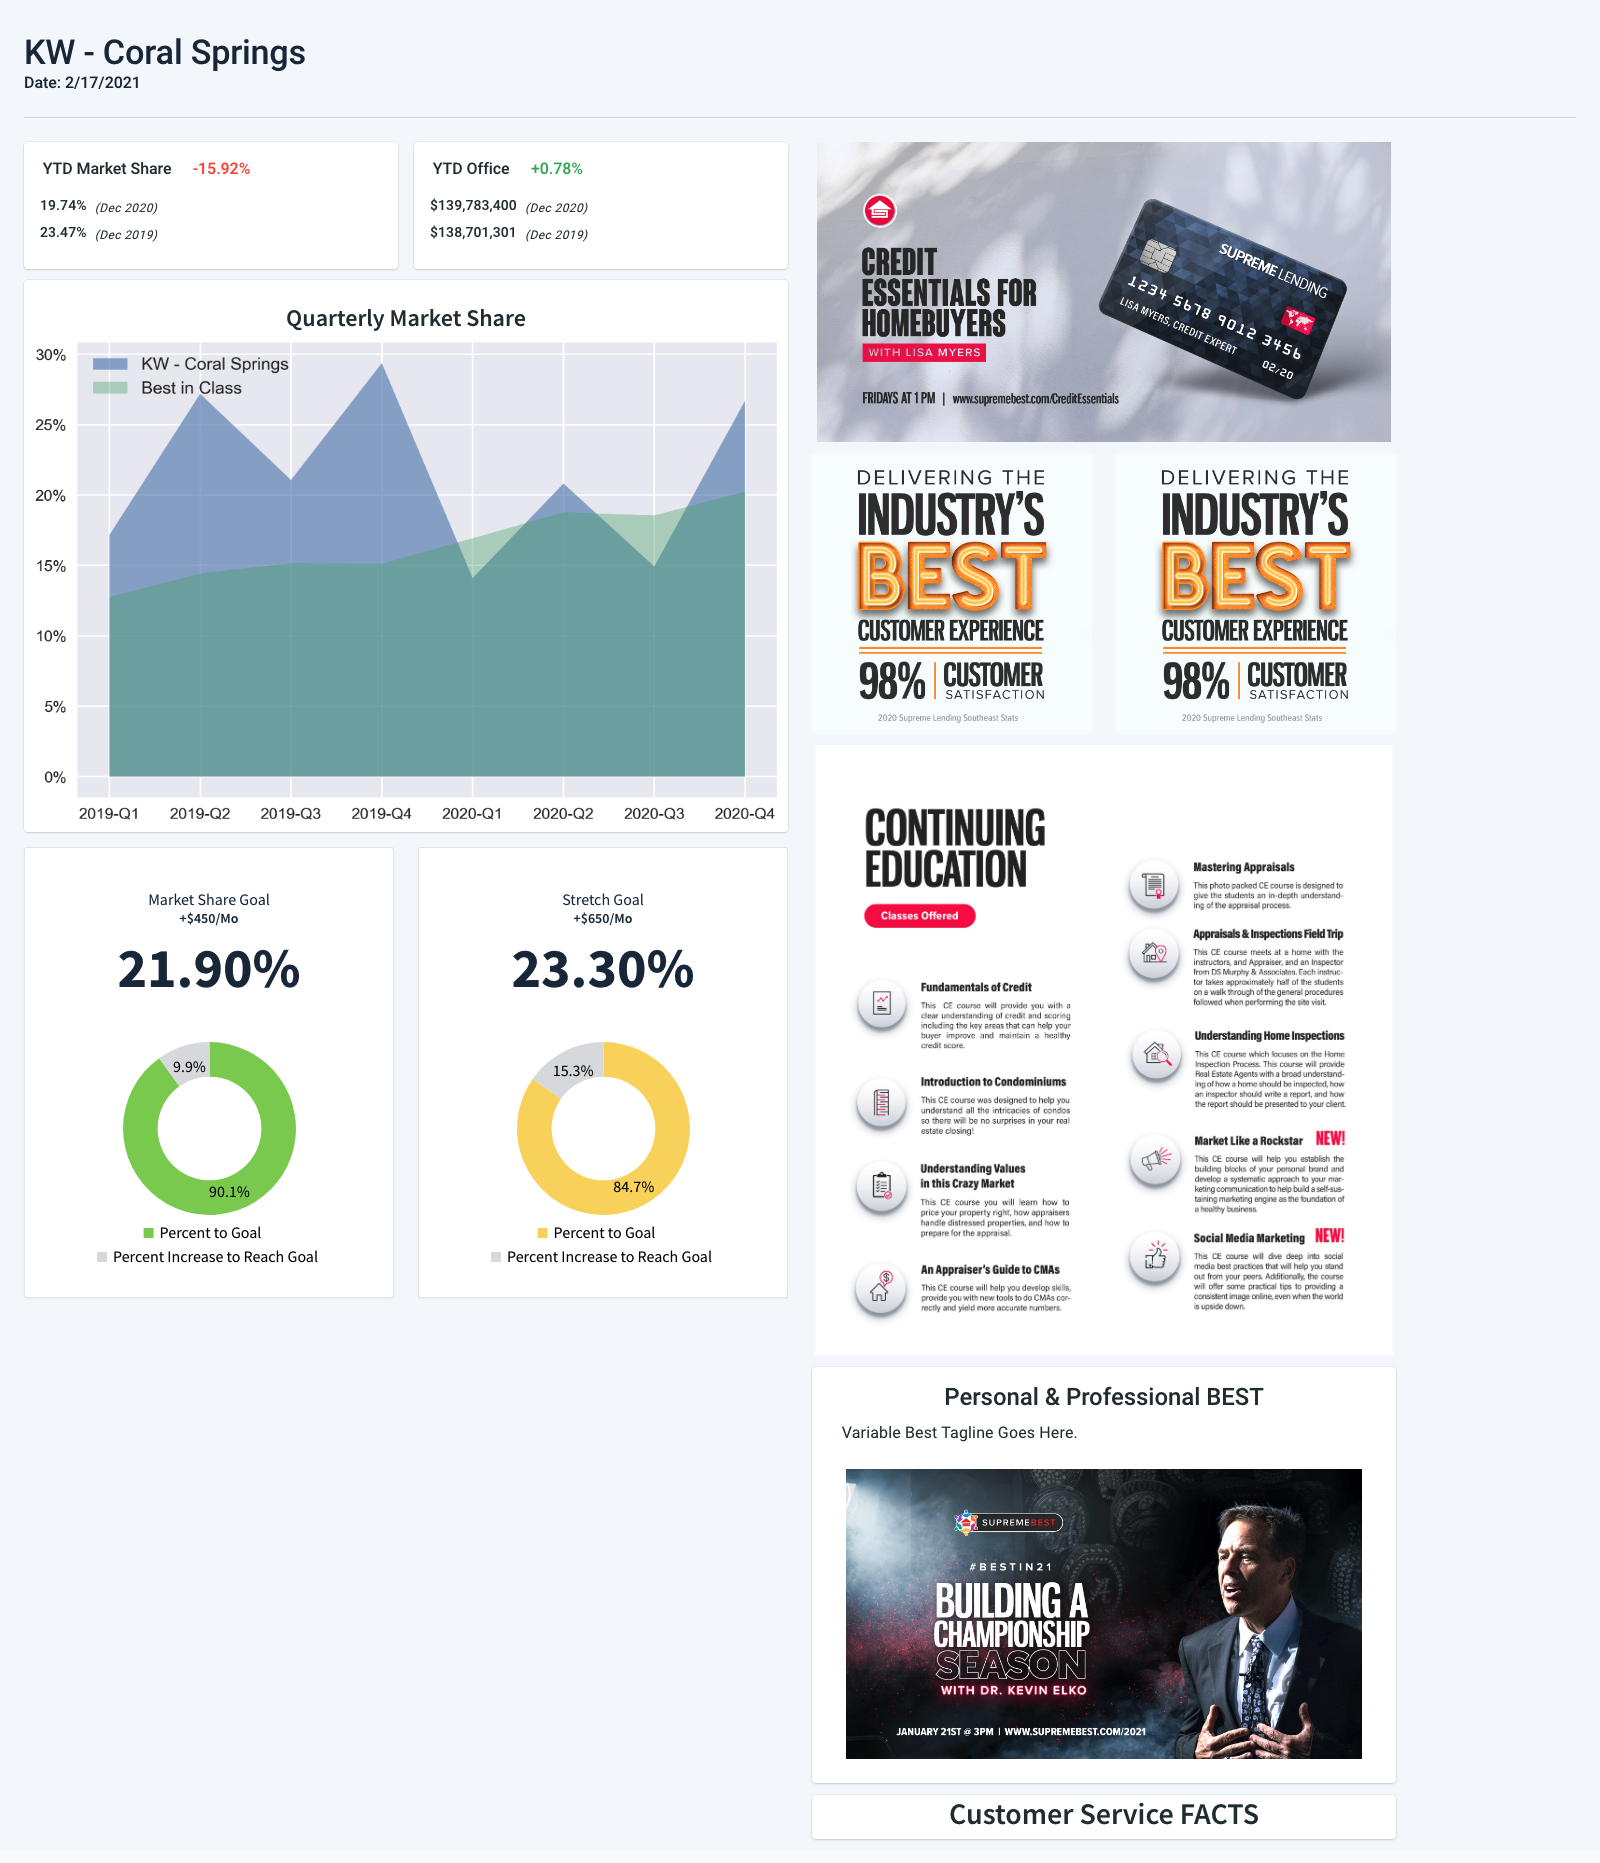 KW - Coral Springs
Date: 2/17/2021
YTD Market Share -15.92%
19.74% (Dec 2020)
23.47% (Dec 2019)
YTD Office +0.78%
$139,783,400 (Dec 2020)
$138,701,301 (Dec 2019)
Quarterly Market Share
KW - Coral Springs
Best in Class
30%
25%
20%
15%
10%
5%
0%
2019-Q1 2019-Q2 2019-Q3 2019-Q4 2020-Q1 2020-Q2 2020-Q3 2020-Q4
Market Share Goal
+$450/Mo
21.90%
9.9%
90.1%
Percent to Goal
Percent Increase to Reach Goal
Stretch Goal
+$650/Mo
23.30%
15.3%
84.7%
Percent to Goal
Percent Increase to Reach Goal
CREDIT
ESSENTIALS FOR
HOMEBUYERS
WITH LISA MYERS
FRIDAYS AT 1 PM | www.supremebest.com/CreditEssentials
SUPREME LENDING
1234 5678 9012 3456
LISA MYERS, CREDIT EXPERT
02/20
DELIVERING THE
INDUSTRY'S
BEST
CUSTOMER EXPERIENCE
98% | CUSTOMER
SATISFACTION
2020 Supreme Lending Southeast Stats
DELIVERING THE
INDUSTRY'S
BEST
CUSTOMER EXPERIENCE
98% | CUSTOMER
SATISFACTION
2020 Supreme Lending Southeast Stats
CONTINUING
EDUCATION
Classes Offered
Fundamentals of Credit
This CE course will provide you with a
clear understanding of credit and scoring
including the key areas that can help your
buyer improve and maintain a healthy
credit score.
Introduction to Condominiums
This CE course was designed to help you
understand all the intricacies of condos
so there will be no surprises in your real
estate closing!
Understanding Values
in this Crazy Market
This CE course you will learn how to
price your property right, how appraisers
handle distressed properties, and how to
prepare for the appraisal.
An Appraiser's Guide to CMAs
This CE course will help you develop skills,
provide you with new tools to do CMAs cor-
rectly and yield more accurate numbers.
Mastering Appraisals
This photo packed CE course is designed to
give the students an in-depth understand-
ing of the appraisal process.
Appraisals & Inspections Field Trip
This CE course meets at a home with the
instructors, and Appraiser, and an Inspector
from DS Murphy & Associates. Each instruc-
tor takes approximately half of the students
on a walk through of the general procedures
followed when performing the site visit.
Understanding Home Inspections
This CE course which focuses on the Home
Inspection Process. This course will provide
Real Estate Agents with a broad understand-
ing of how a home should be inspected, how
an inspector should write a report, and how
the report should be presented to your client.
Market Like a Rockstar NEW!
This CE course will help you establish the
building blocks of your personal brand and
develop a systematic approach to your mar-
keting communication to help build a self-sus-
taining marketing engine as the foundation of
a healthy business.
Social Media Marketing NEW!
This CE course will dive deep into social
media best practices that will help you stand
out from your peers. Additionally, the course
will offer some practical tips to providing a
consistent image online, even when the world
is upside down.
Personal & Professional BEST
Variable Best Tagline Goes Here.
SUPREMEBEST
#BESTIN21
BUILDING A
CHAMPIONSHIP
SEASON
WITH DR. KEVIN ELKO
JANUARY 21ST @ 3PM | WWW.SUPREMEBEST.COM/2021
Customer Service FACTS